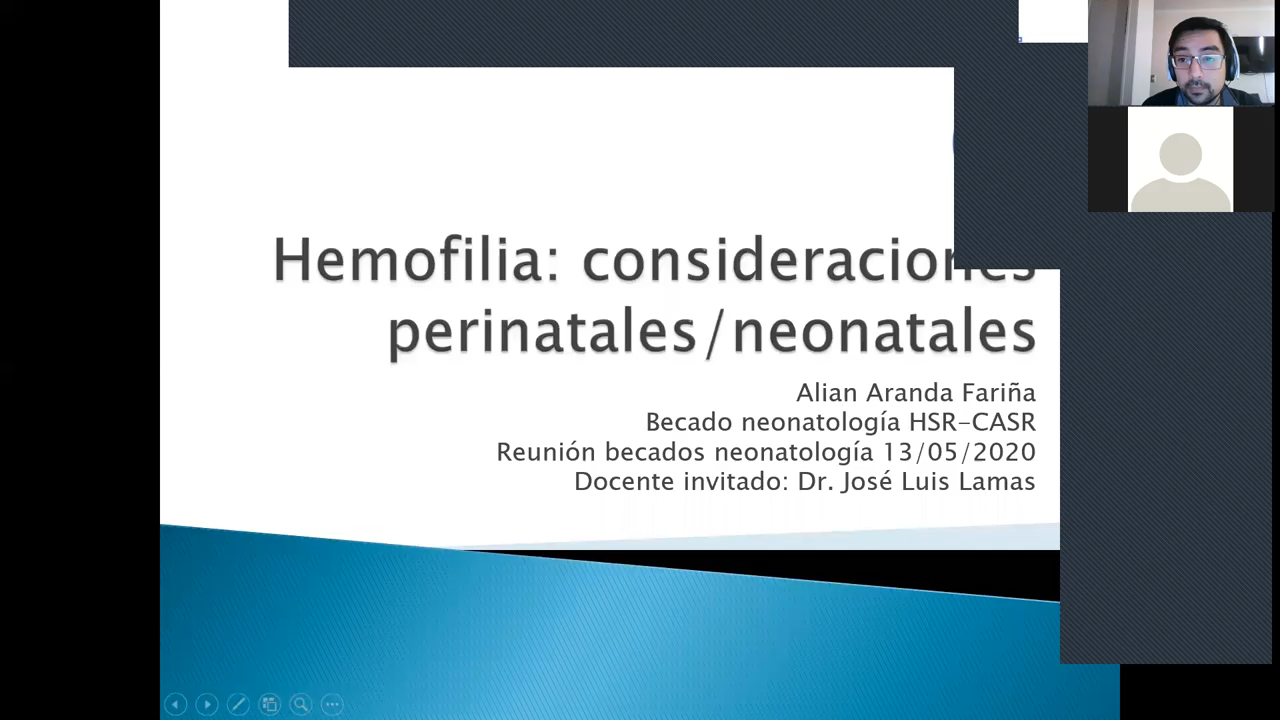 Hemofilia: consideraciones
perinatales/neonatales
Alian Aranda Fariña
Becado neonatología HSR-CASR
Reunión becados neonatología 13/05/2020
Docente invitado: Dr. José Luis Lamas